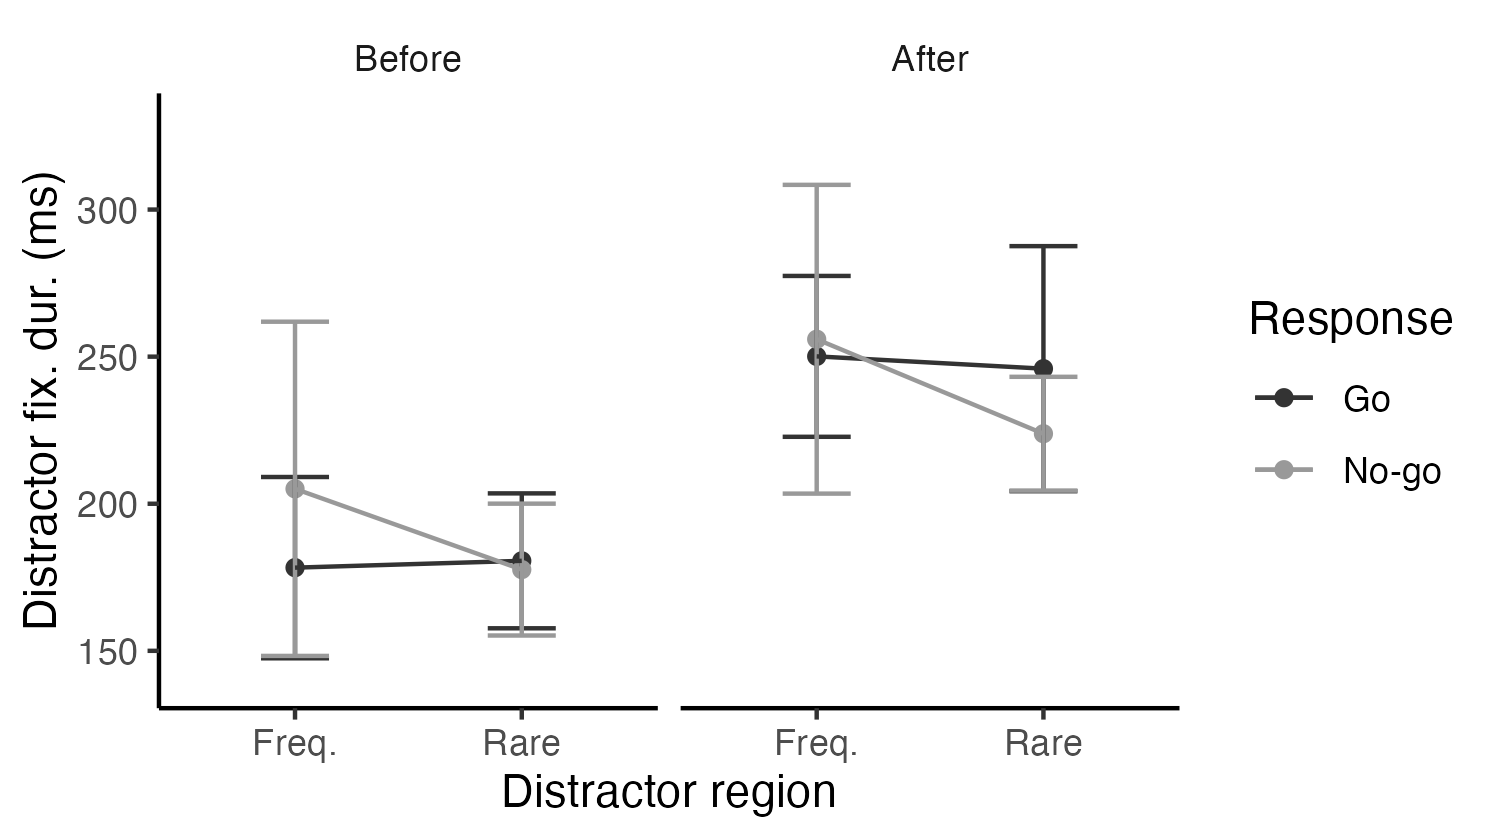 Before
After
Distractor fix. dur. (ms)
300
250
200
150
Freq.
Rare
Freq.
Rare
Distractor region
Response
Go
No-go